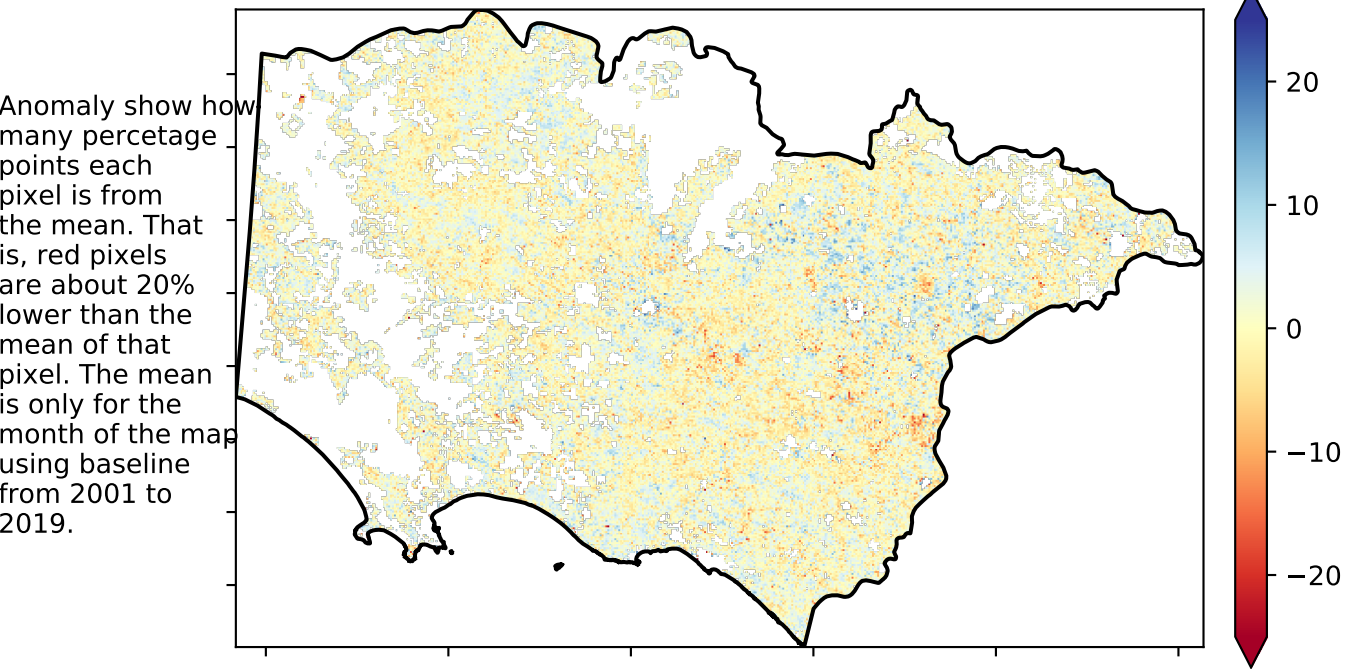 Anomaly show how
many percetage
points each
pixel is from
the mean. That
is, red pixels
are about 20%
lower than the
mean of that
pixel. The mean
is only for the
month of the map
using baseline
from 2001 to
2019.
20
10
0
−10
−20